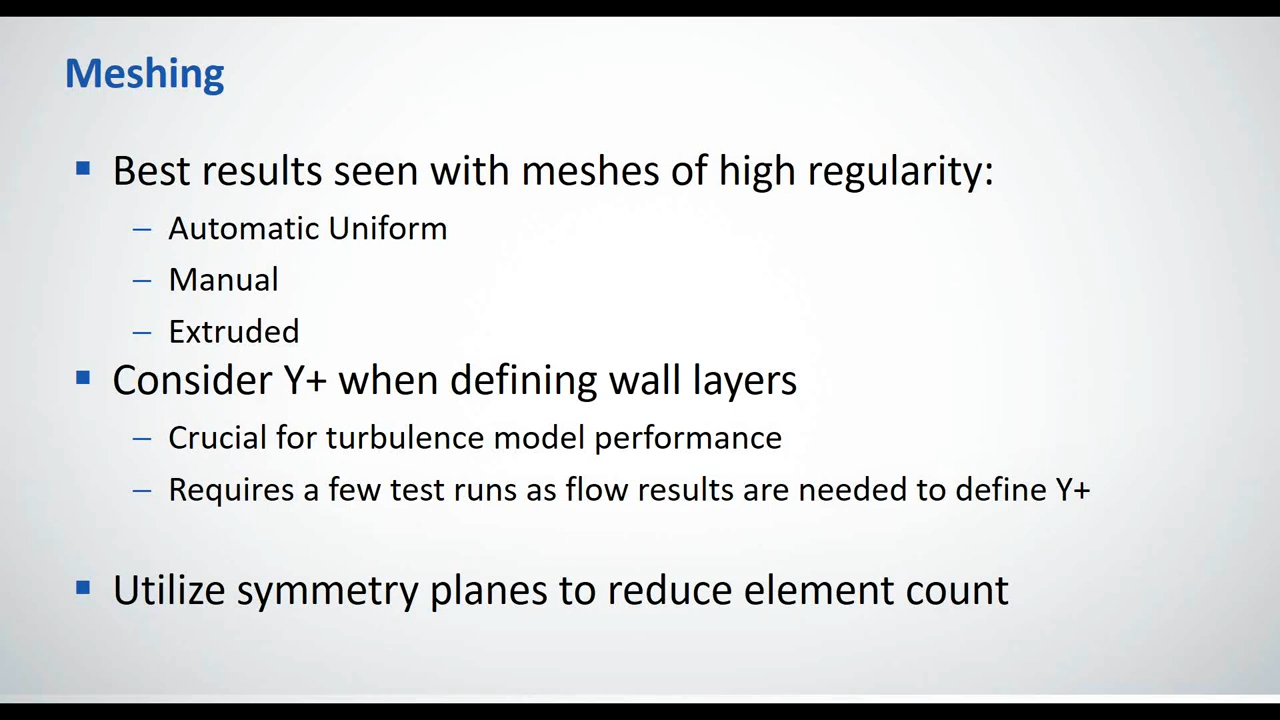 Meshing
Best results seen with meshes of high regularity:
– Automatic Uniform
– Manual
– Extruded
Consider Y+ when defining wall layers
– Crucial for turbulence model performance
– Requires a few test runs as flow results are needed to define Y+
Utilize symmetry planes to reduce element count